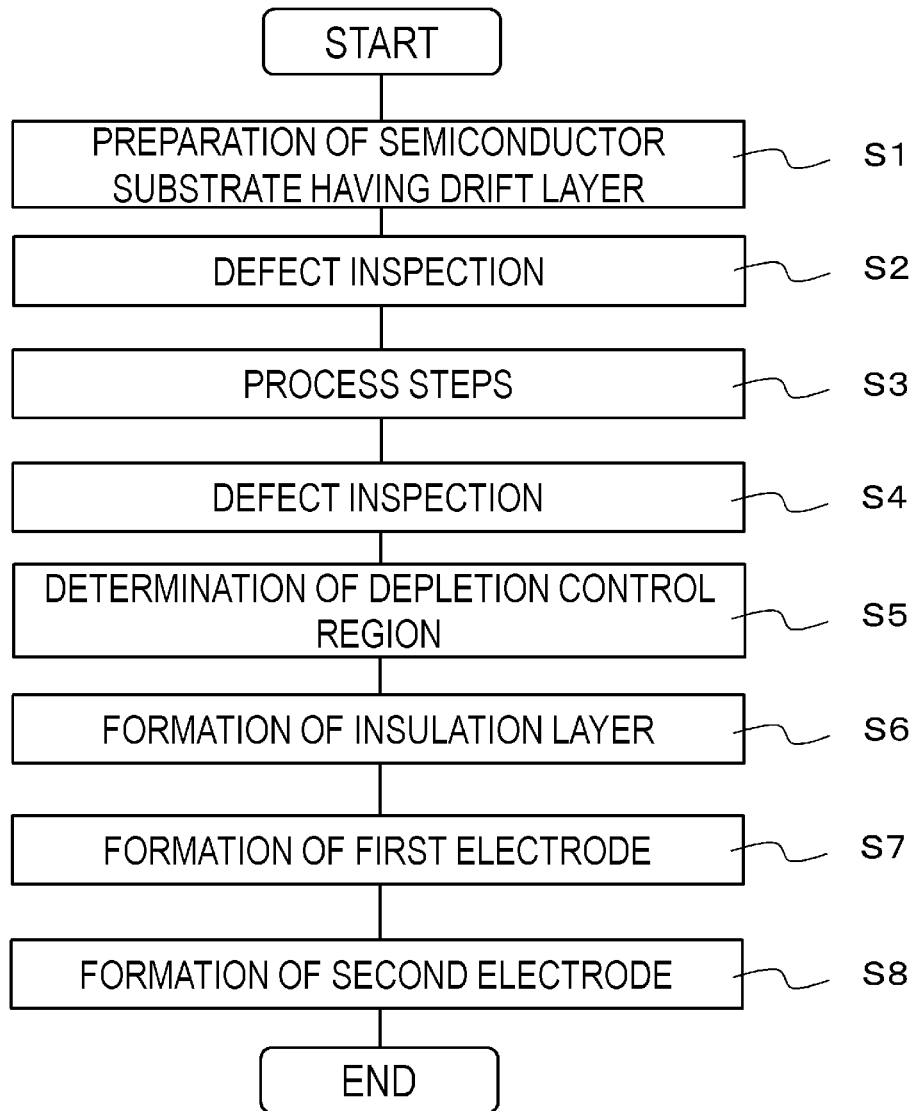 START
PREPARATION OF SEMICONDUCTOR
SUBSTRATE HAVING DRIFT LAYER
S1
DEFECT INSPECTION
S2
PROCESS STEPS
S3
DEFECT INSPECTION
S4
DETERMINATION OF DEPLETION CONTROL
REGION
S5
FORMATION OF INSULATION LAYER
S6
FORMATION OF FIRST ELECTRODE
S7
FORMATION OF SECOND ELECTRODE
S8
END